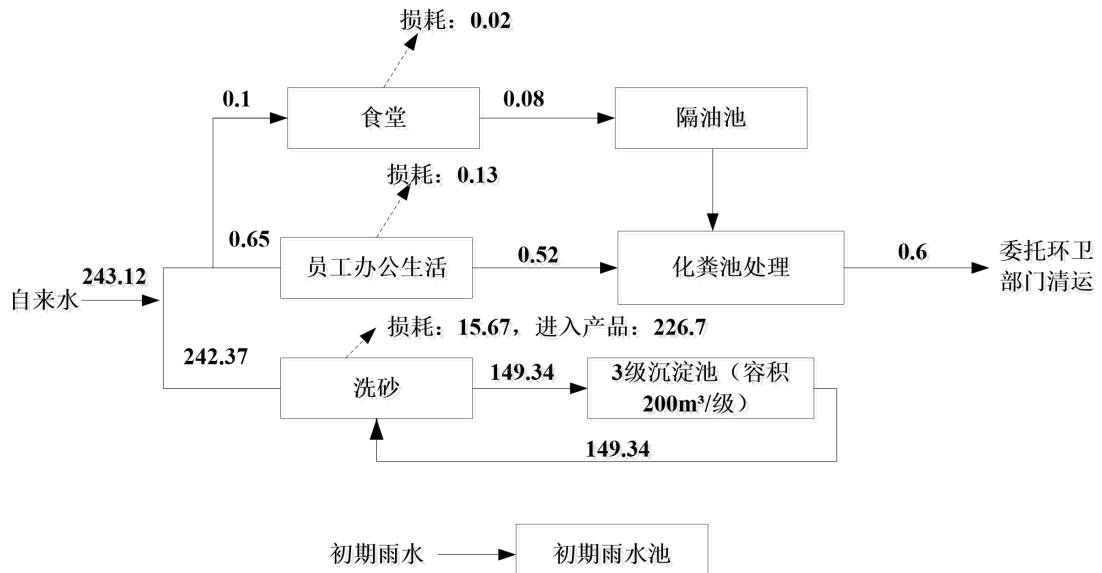 损耗：0.02
0.1
食堂
0.08
隔油池
损耗：0.13
0.65
员工办公生活
0.52
化粪池处理
0.6
委托环卫
部门清运
自来水
243.12
损耗：15.67，进入产品：226.7
242.37
洗砂
149.34
3级沉淀池（容积
200m³/级）
149.34
初期雨水
初期雨水池